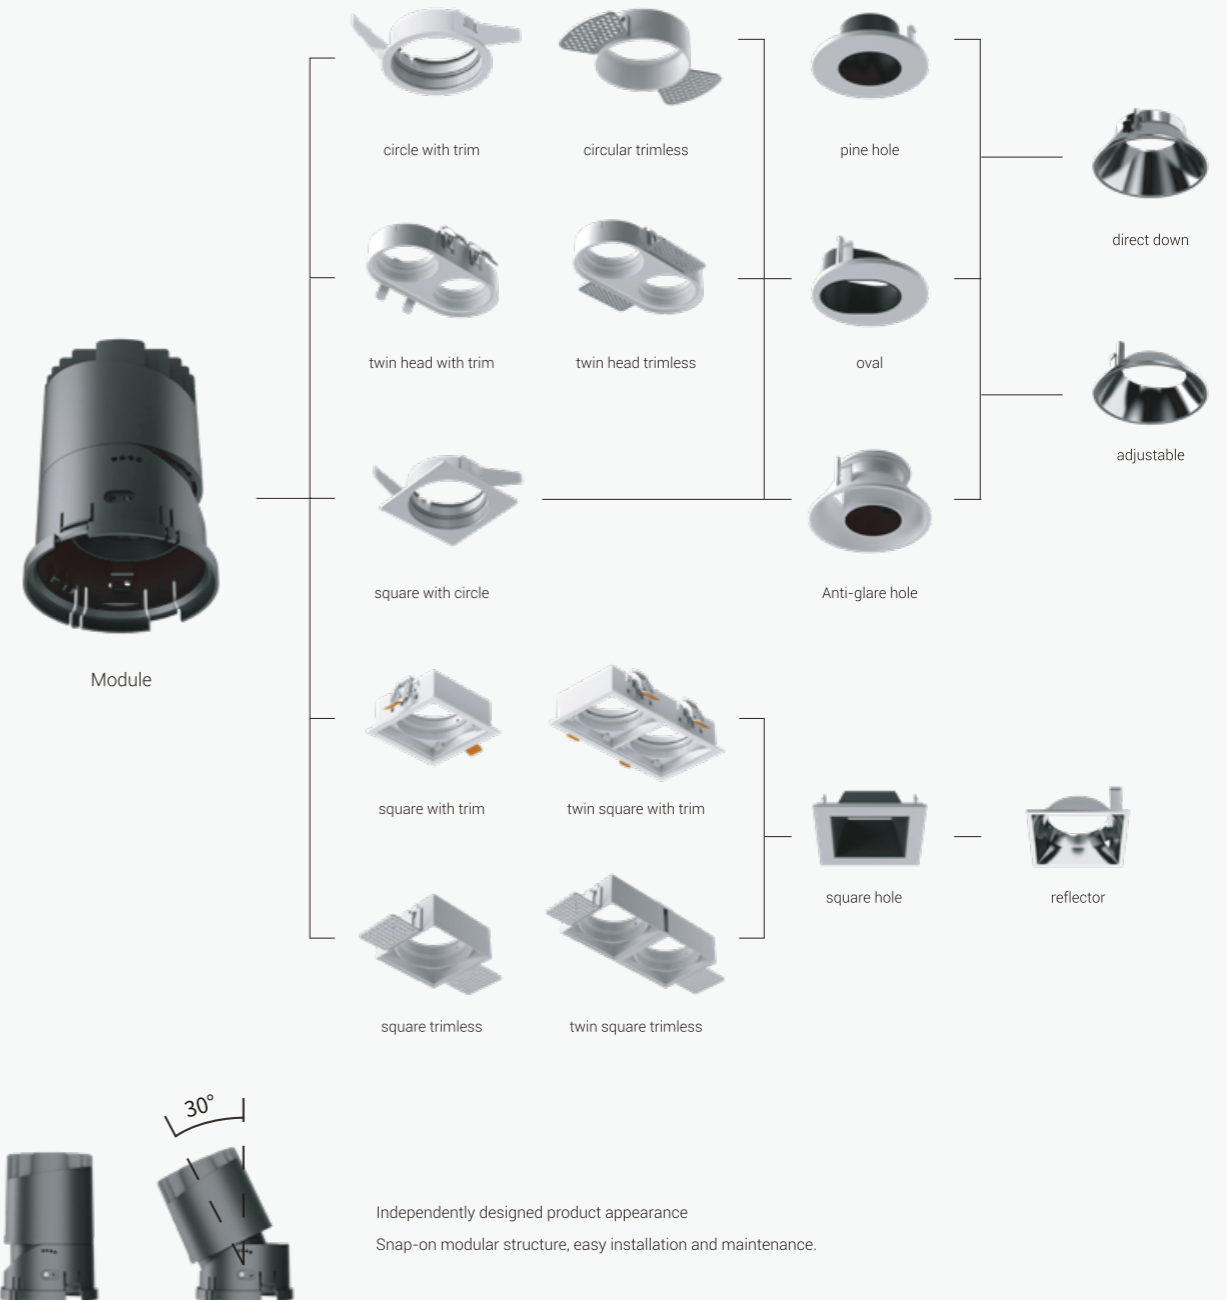 circle with trim
circular trimless
pine hole
direct down
twin head with trim
twin head trimless
oval
adjustable
square with circle
Anti-glare hole
Module
square with trim
twin square with trim
square hole
reflector
square trimless
twin square trimless
30°
Independently designed product appearance
Snap-on modular structure, easy installation and maintenance.